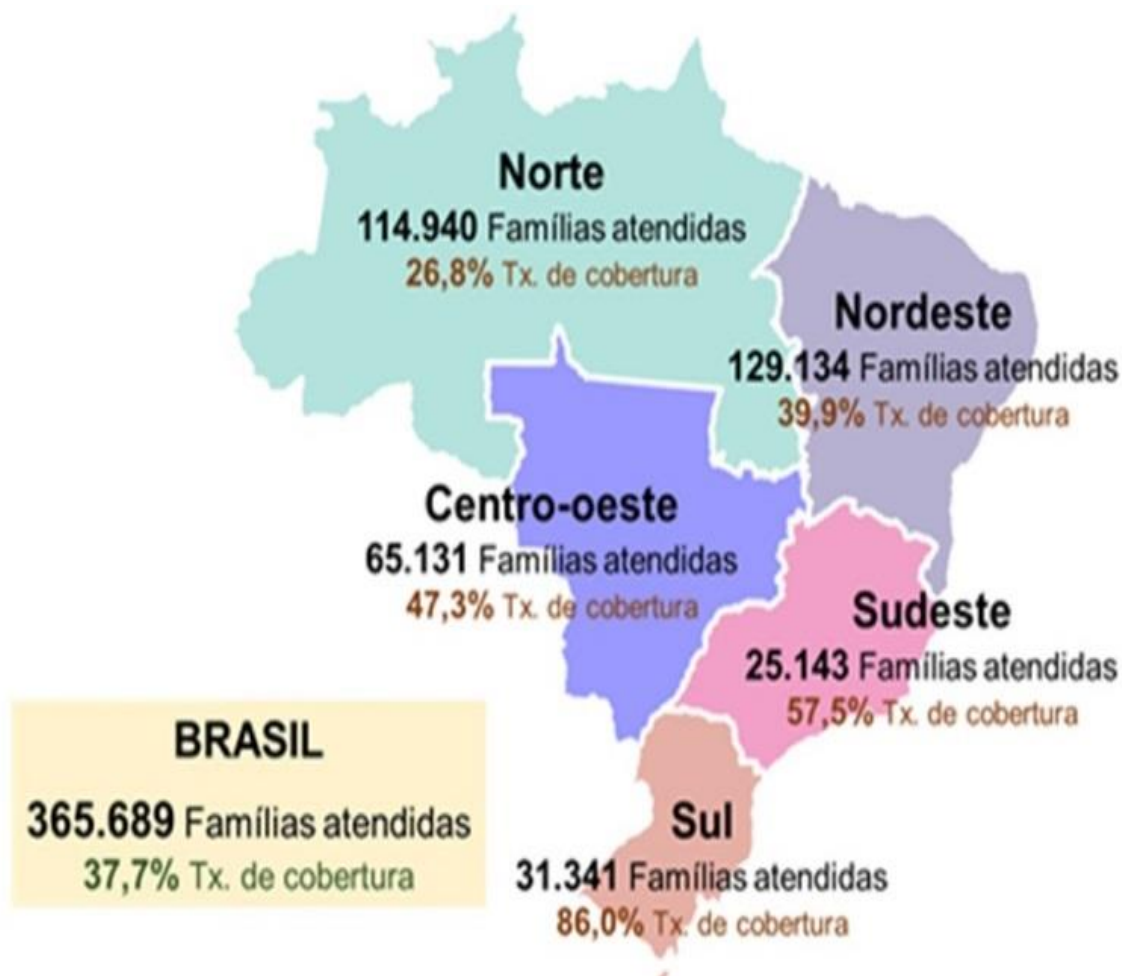 Norte
114.940 Famílias atendidas
26,8% Tx. de cobertura
Nordeste
129.134 Famílias atendidas
39,9% Tx. de cobertura
Centro-oeste
65.131 Famílias atendidas
47,3% Tx. de cobertura
Sudeste
25.143 Famílias atendidas
57,5% Tx. de cobertura
BRASIL
365.689 Famílias atendidas
37,7% Tx. de cobertura
Sul
31.341 Famílias atendidas
86,0% Tx. de cobertura